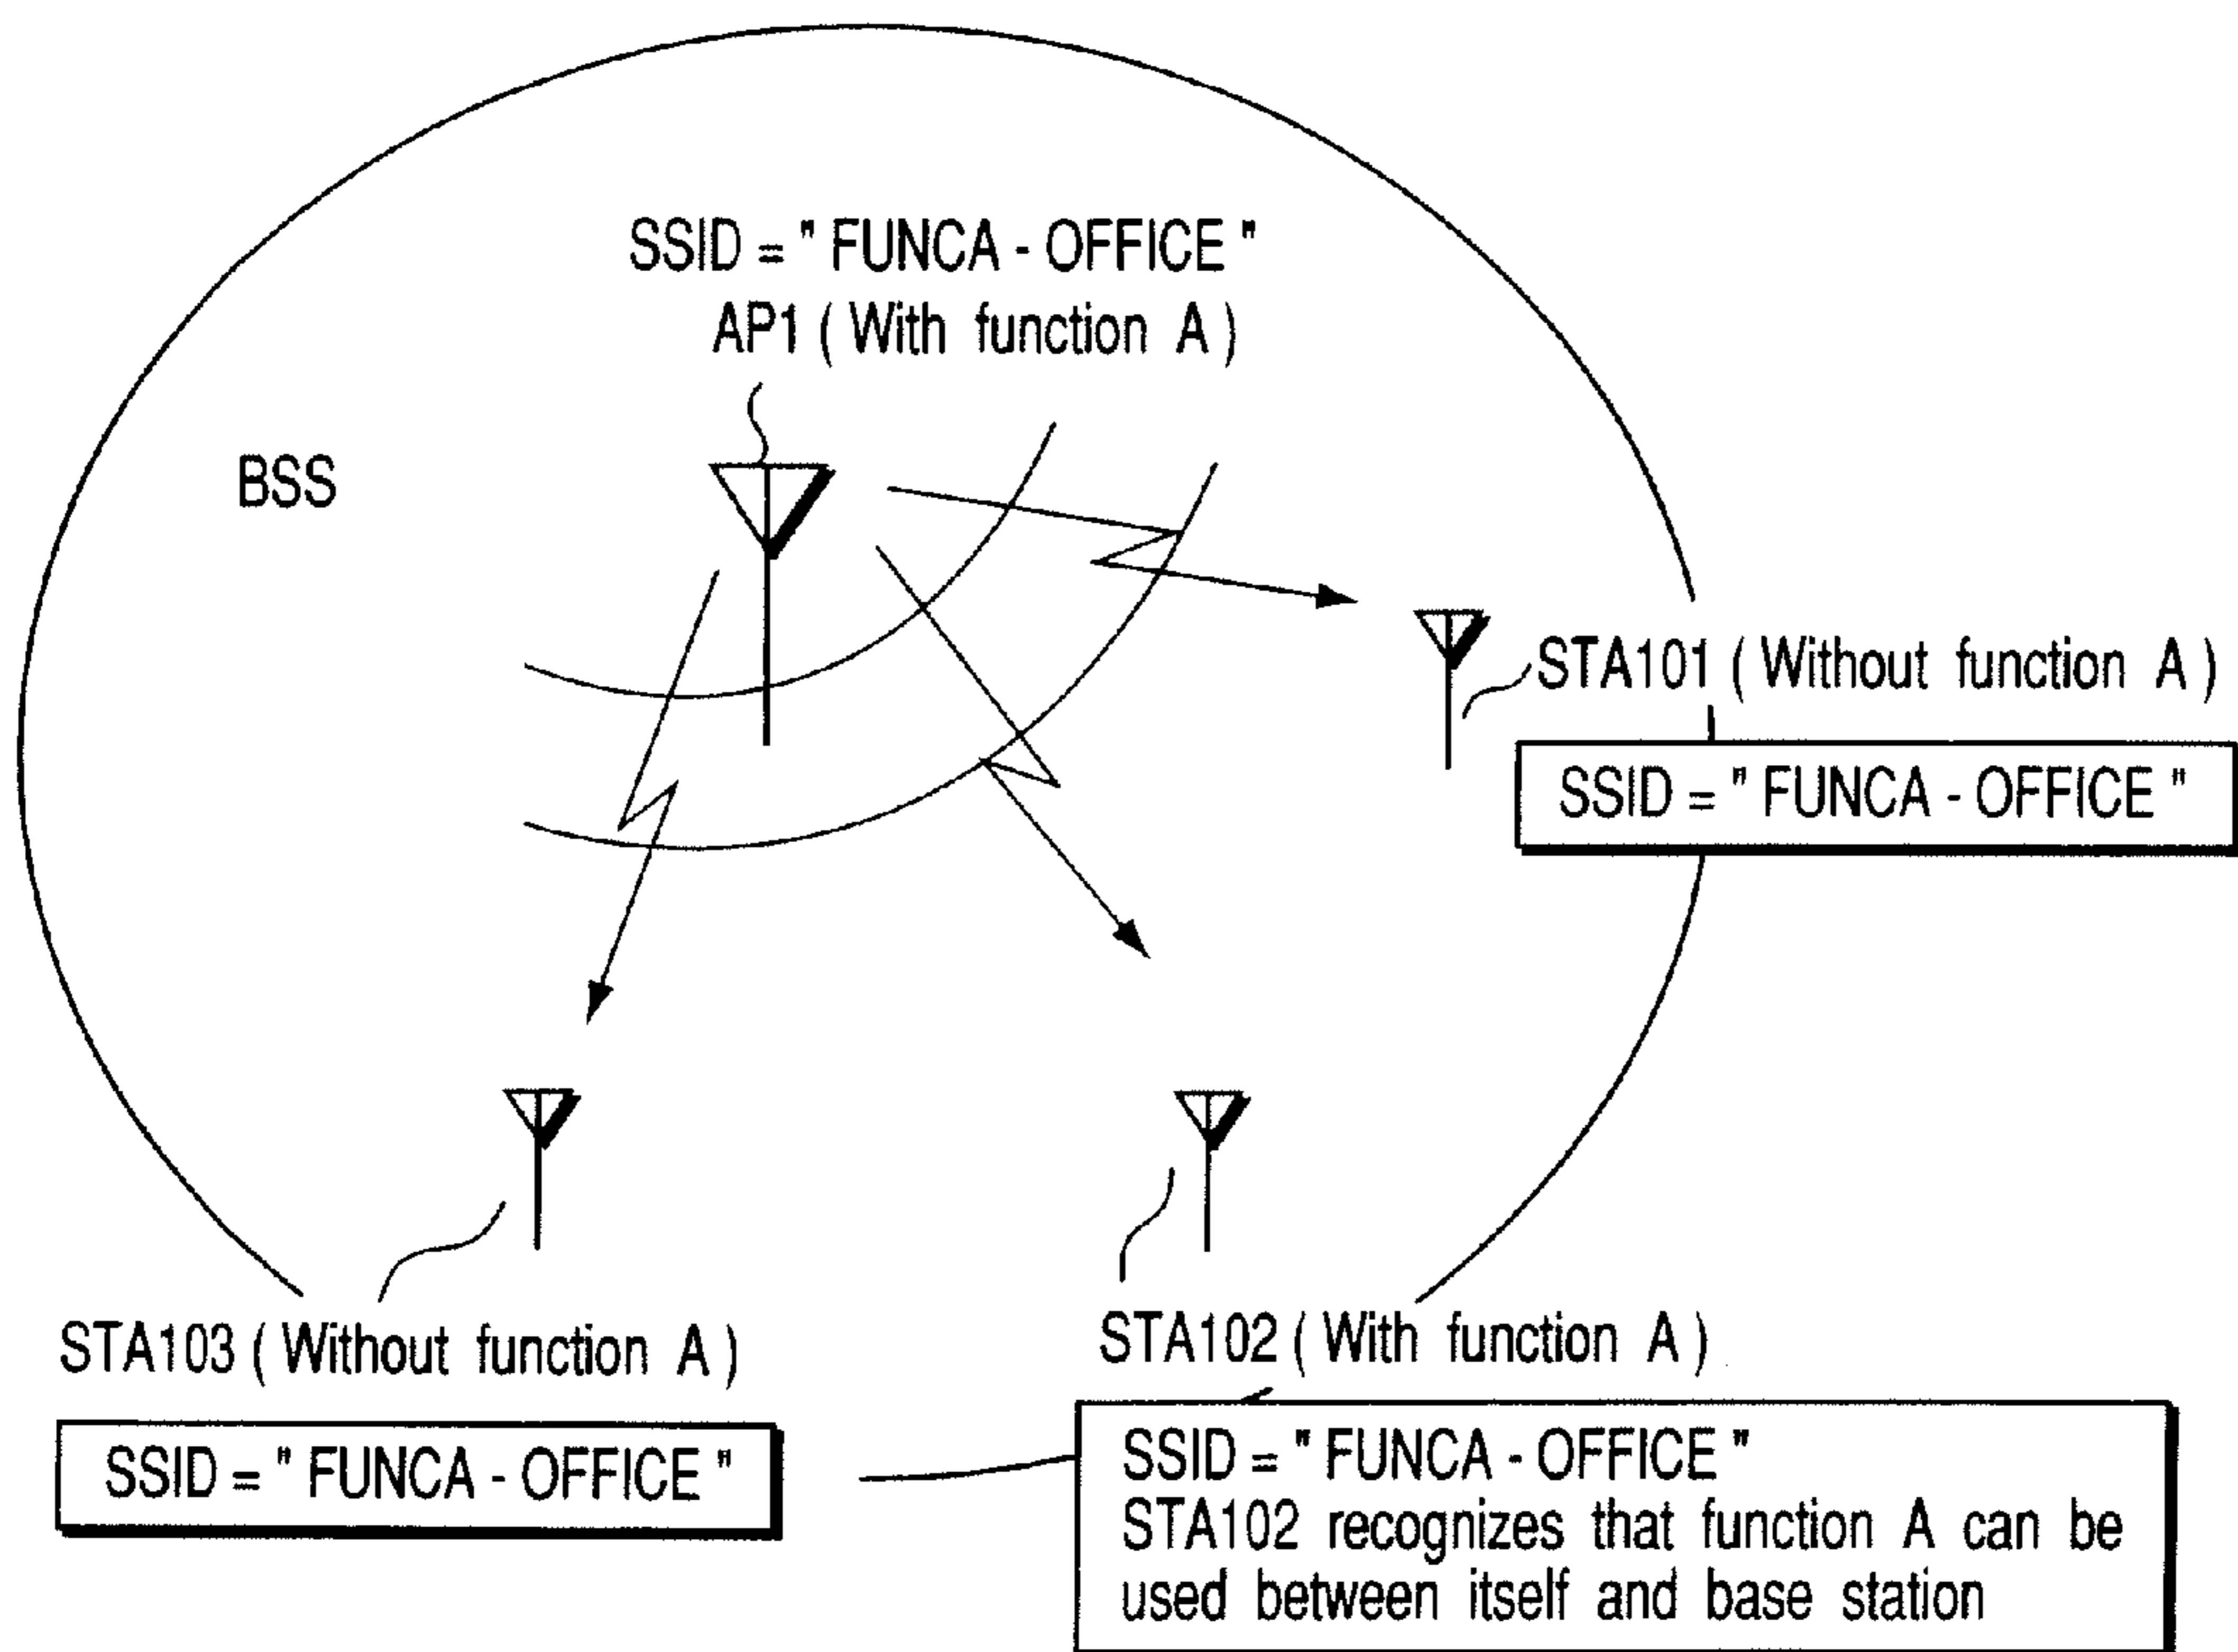 SSID = " FUNCA - OFFICE "
AP1 ( With function A )
BSS
STA101 ( Without function A )
SSID = " FUNCA - OFFICE "
STA103 ( Without function A )
SSID = " FUNCA - OFFICE "
STA102 ( With function A )
SSID = " FUNCA - OFFICE "
STA102 recognizes that function A can be
used between itself and base station